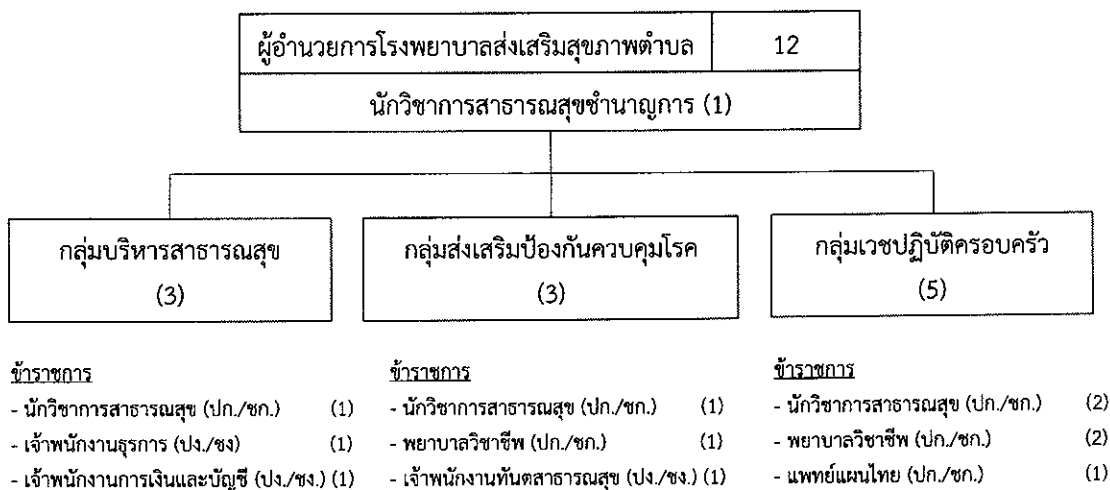 ผู้อำนวยการโรงพยาบาลส่งเสริมสุขภาพตำบล 12
นักวิชาการสาธารณสุขชำนาญการ (1)
กลุ่มบริหารสาธารณสุข
(3)
กลุ่มส่งเสริมป้องกันควบคุมโรค
(3)
กลุ่มเวชปฏิบัติครอบครัว
(5)
ข้าราชการ
- นักวิชาการสาธารณสุข (ปก./ชก.) (1)
- เจ้าพนักงานธุรการ (ปง./ชง) (1)
- เจ้าพนักงานการเงินและบัญชี (ปง./ชง.) (1)
ข้าราชการ
- นักวิชาการสาธารณสุข (ปก./ชก.) (1)
- พยาบาลวิชาชีพ (ปก./ชก.) (1)
- เจ้าพนักงานทันตสาธารณสุข (ปง./ชง.) (1)
ข้าราชการ
- นักวิชาการสาธารณสุข (ปก./ชก.) (2)
- พยาบาลวิชาชีพ (ปก./ชก.) (2)
- แพทย์แผนไทย (ปก./ชก.) (1)